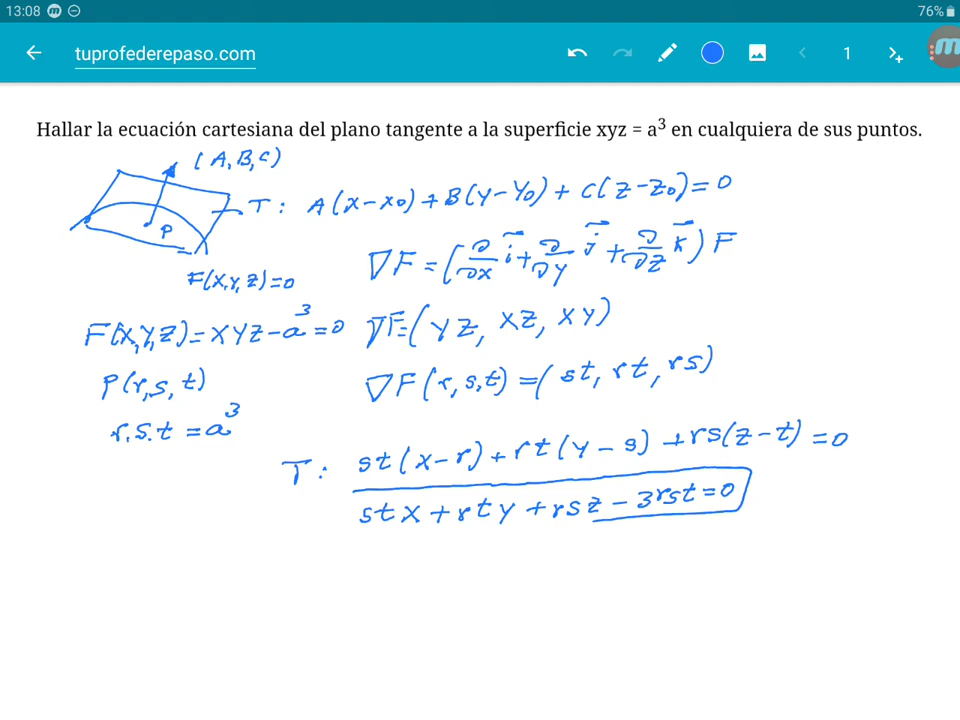 13:08 76%
tuprofederepaso.com 1
Hallar la ecuación cartesiana del plano tangente a la superficie xyz = a³ en cualquiera de sus puntos.
(A, B, C)
T: A(x-x₀)+B(y-y₀)+C(z-z₀)=0
P
F(x,y,z)=0
∇F=(∂/∂x i⃗+∂/∂y j⃗+∂/∂z k⃗)F
F(x,y,z)=xyz-a³=0
∇F=(yz, xz, xy)
P(r,s,t)
∇F(r,s,t)=(st, rt, rs)
r.s.t=a³
T: st(x-r)+rt(y-s)+rs(z-t)=0
stx+rty+rsz-3rst=0